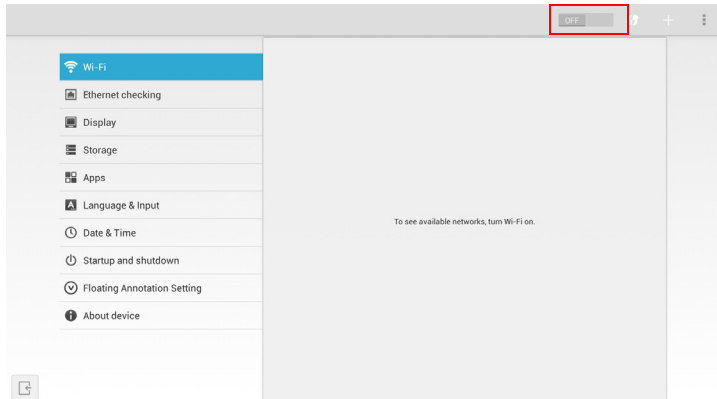 OFF
Wi-Fi
Ethernet checking
Display
Storage
Apps
Language & Input
Date & Time
Startup and shutdown
Floating Annotation Setting
About device
To see available networks, turn Wi-Fi on.